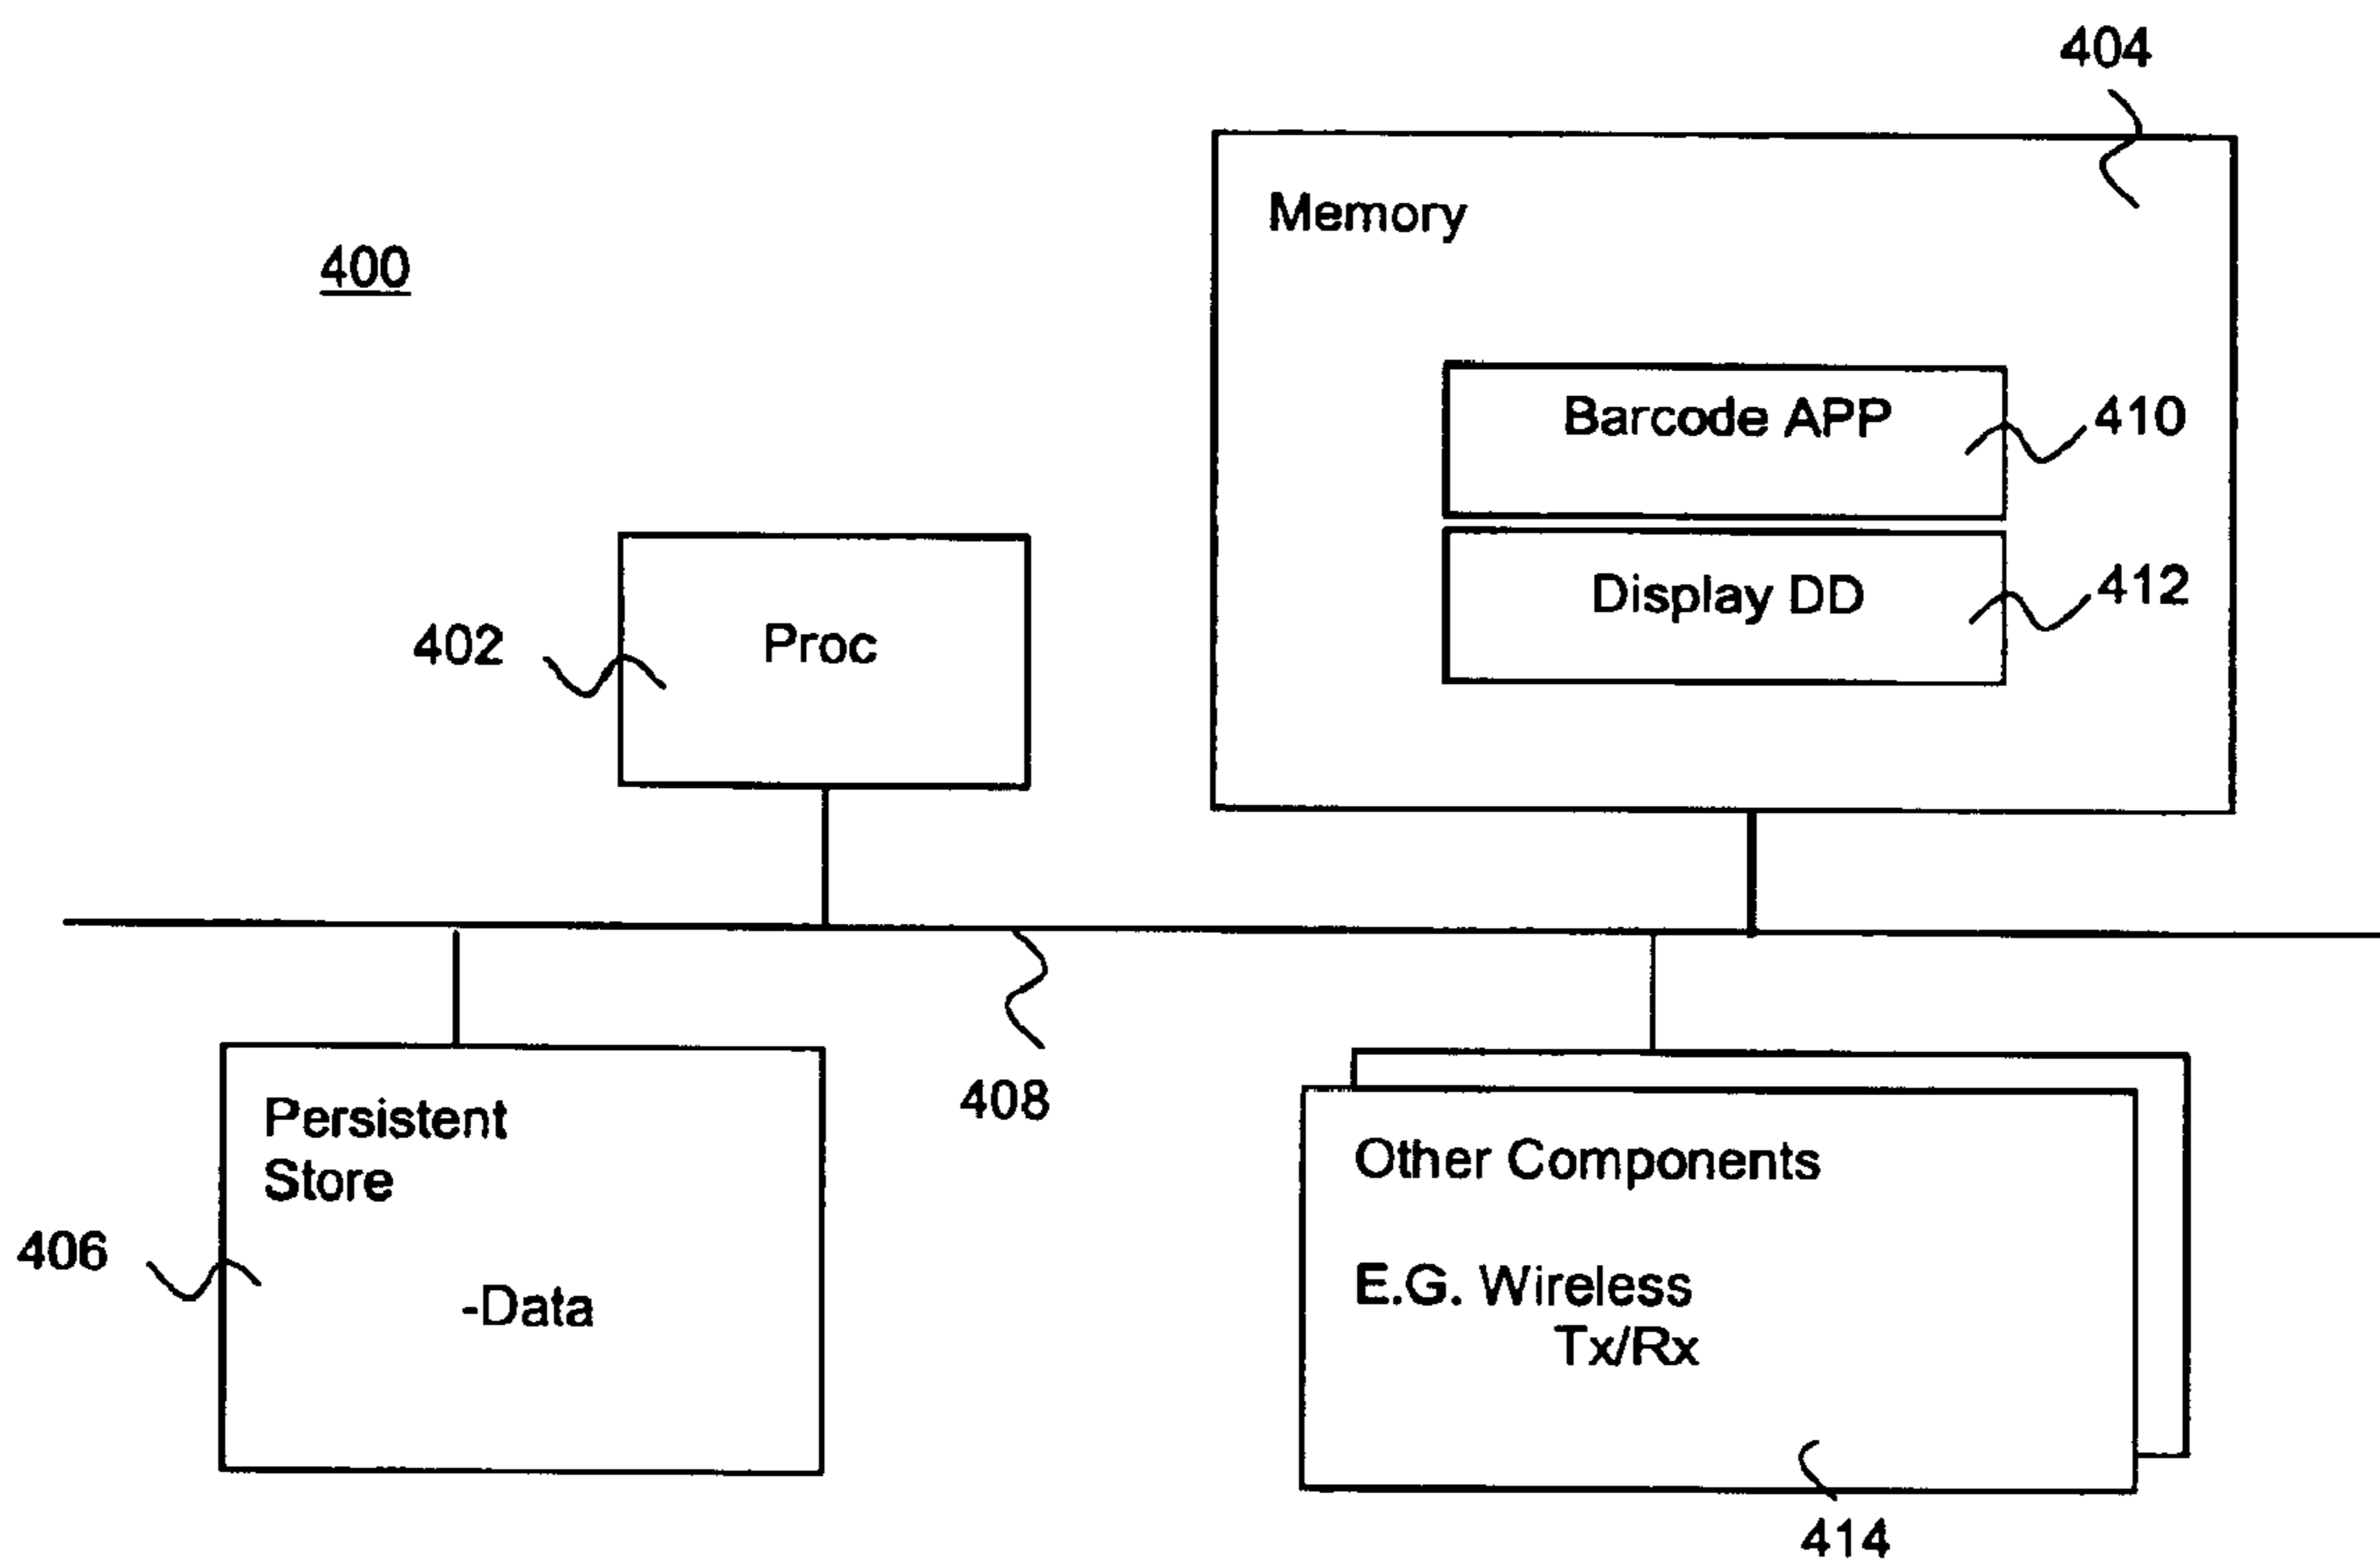 404
Memory
400
Barcode APP
410
Display DD
412
402
Proc
408
Persistent
Store
406
-Data
Other Components
E.G. Wireless
Tx/Rx
414